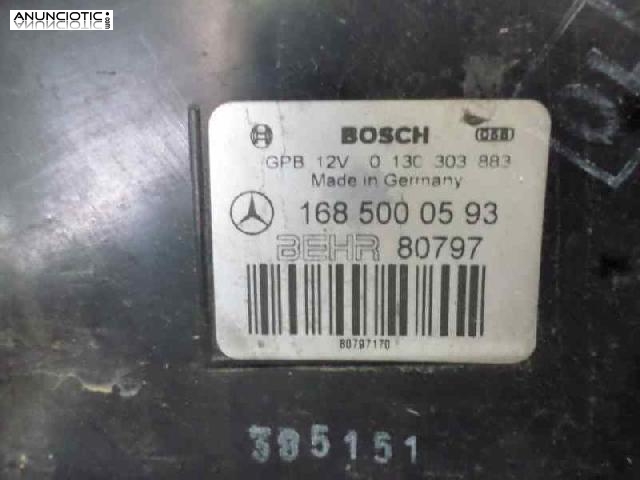 ANUNCIOTIC
.com
BOSCH
GPB 12V 0 130 303 883
Made in Germany
168 500 05 93
BEHR 80797
80797170
395151